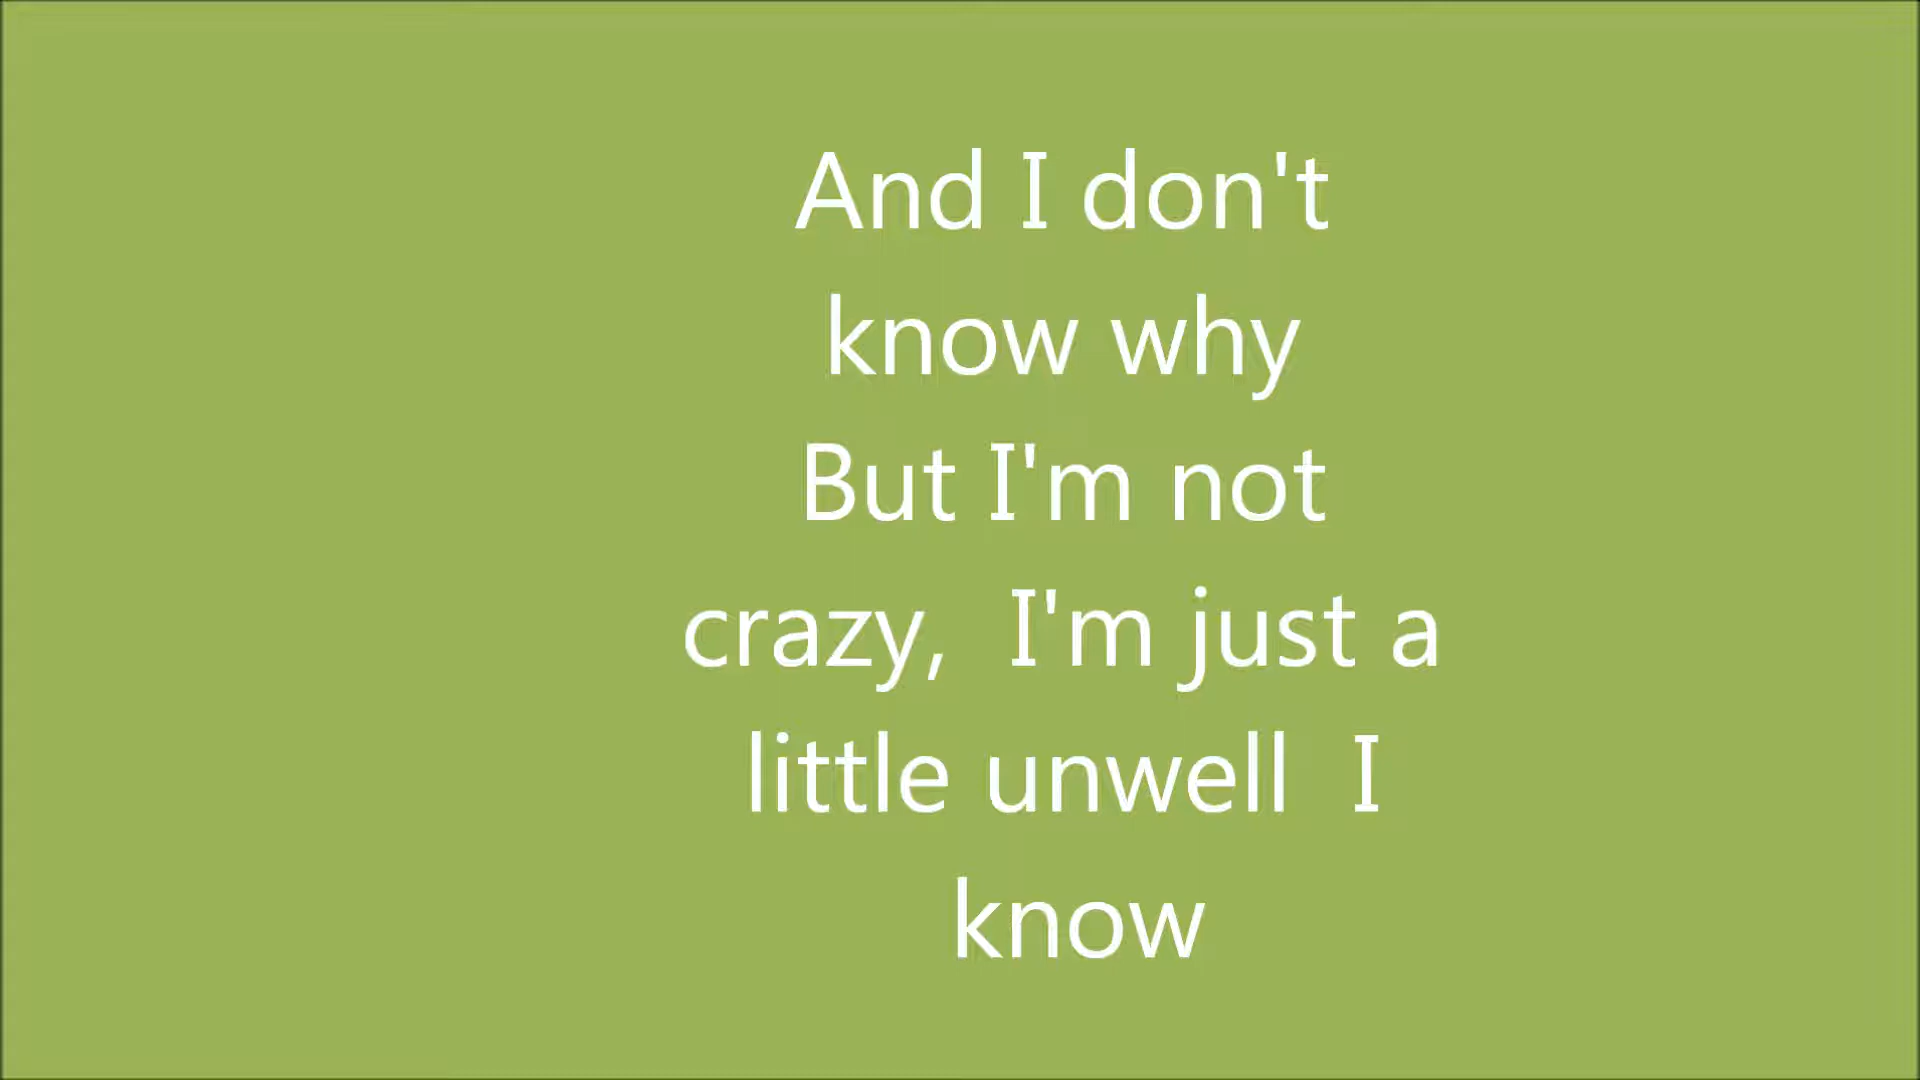 And I don't
know why
But I'm not
crazy,  I'm just a
little unwell  I
know